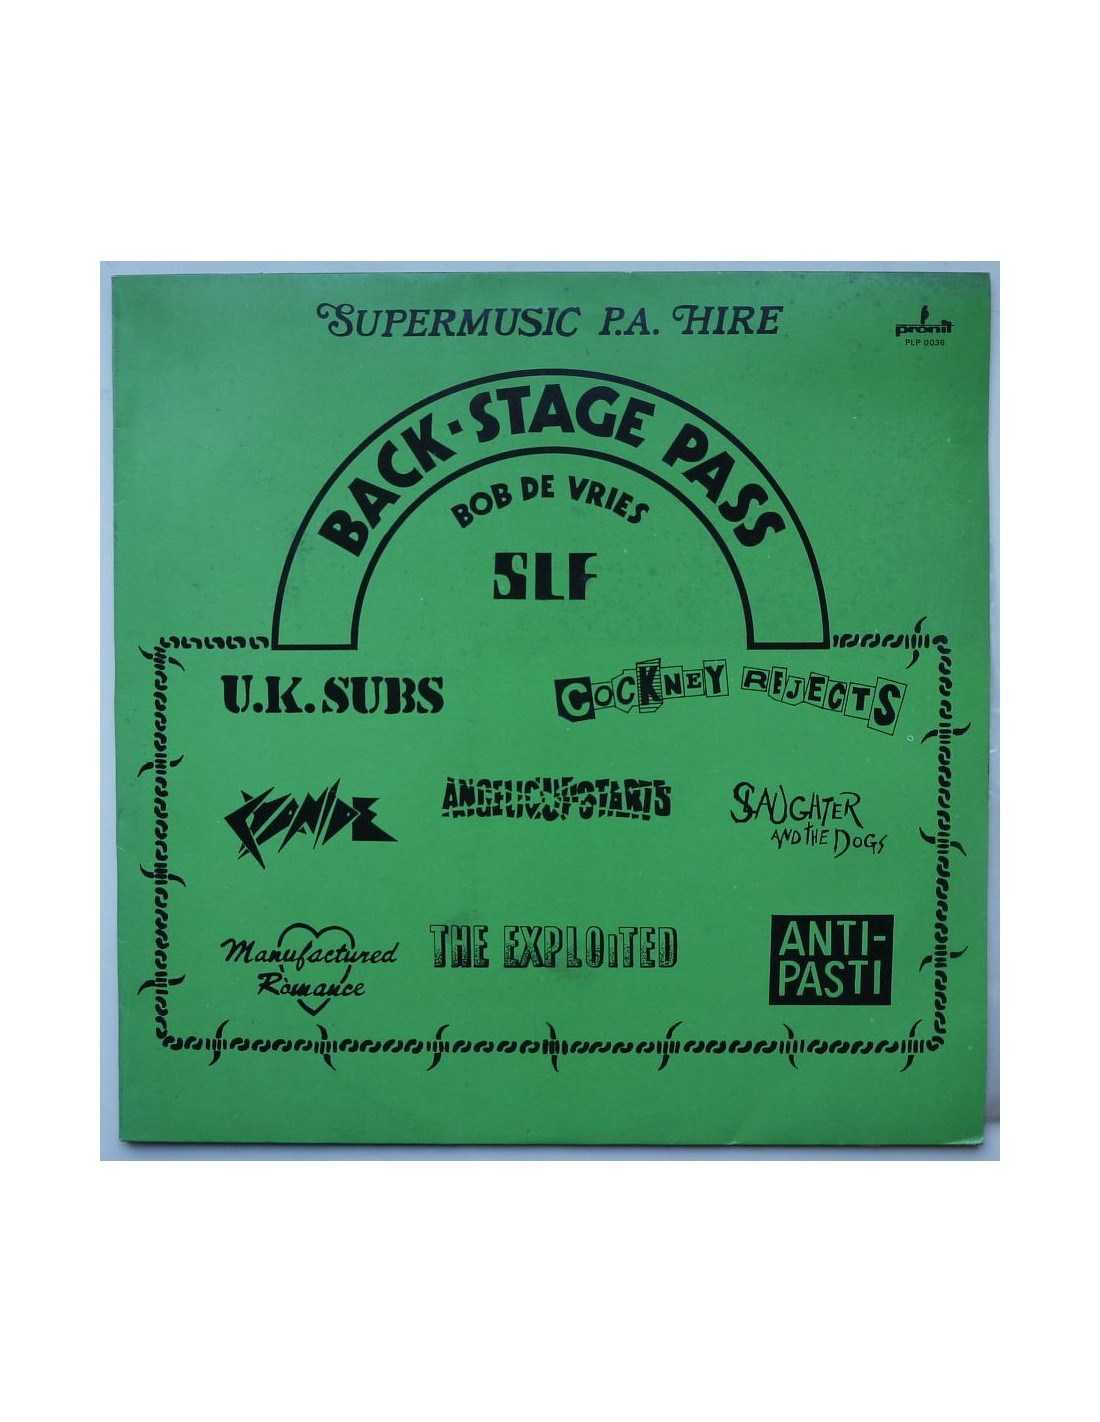 SUPERMUSIC P.A. HIRE
pronit
PLP 0036
BACK-STAGE PASS
BOB DE VRIES
SLF
U.K. SUBS
COCKNEY REJECTS
CYANIDE
ANGELIC UPSTARTS
SLAUGHTER
AND THE DOGS
Manufactured
Romance
THE EXPLOiTED
ANTI-
PASTI